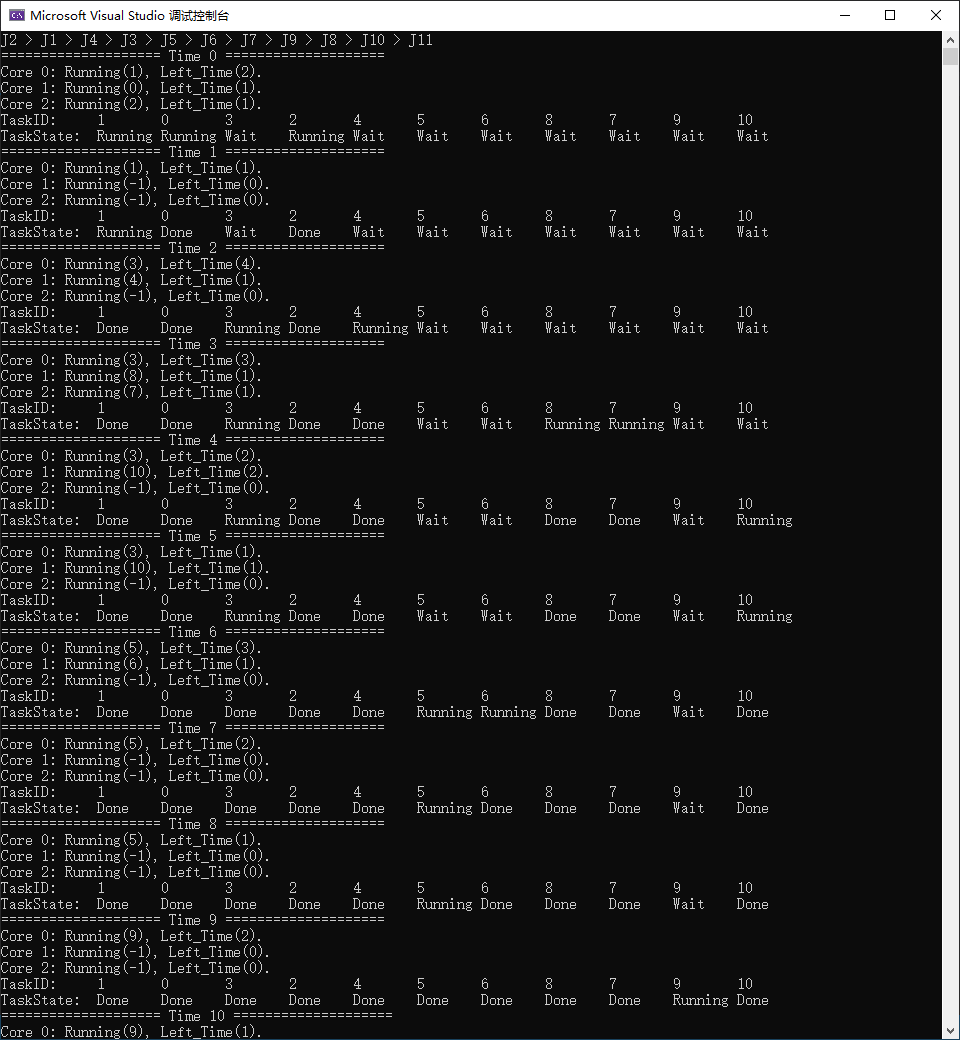 Microsoft Visual Studio 调试控制台
J2 > J1 > J4 > J3 > J5 > J6 > J7 > J9 > J8 > J10 > J11
==================== Time 0 ====================
Core 0: Running(1), Left_Time(2).
Core 1: Running(0), Left_Time(1).
Core 2: Running(2), Left_Time(1).
TaskID:     1       0       3       2       4       5       6       8       7       9       10
TaskState:  Running Running Wait    Running Wait    Wait    Wait    Wait    Wait    Wait    Wait
==================== Time 1 ====================
Core 0: Running(1), Left_Time(1).
Core 1: Running(-1), Left_Time(0).
Core 2: Running(-1), Left_Time(0).
TaskID:     1       0       3       2       4       5       6       8       7       9       10
TaskState:  Running Done    Wait    Done    Wait    Wait    Wait    Wait    Wait    Wait    Wait
==================== Time 2 ====================
Core 0: Running(3), Left_Time(4).
Core 1: Running(4), Left_Time(1).
Core 2: Running(-1), Left_Time(0).
TaskID:     1       0       3       2       4       5       6       8       7       9       10
TaskState:  Done    Done    Running Done    Running Wait    Wait    Wait    Wait    Wait    Wait
==================== Time 3 ====================
Core 0: Running(3), Left_Time(3).
Core 1: Running(8), Left_Time(1).
Core 2: Running(7), Left_Time(1).
TaskID:     1       0       3       2       4       5       6       8       7       9       10
TaskState:  Done    Done    Running Done    Done    Wait    Wait    Running Running Wait    Wait
==================== Time 4 ====================
Core 0: Running(3), Left_Time(2).
Core 1: Running(10), Left_Time(2).
Core 2: Running(-1), Left_Time(0).
TaskID:     1       0       3       2       4       5       6       8       7       9       10
TaskState:  Done    Done    Running Done    Done    Wait    Wait    Done    Done    Wait    Running
==================== Time 5 ====================
Core 0: Running(3), Left_Time(1).
Core 1: Running(10), Left_Time(1).
Core 2: Running(-1), Left_Time(0).
TaskID:     1       0       3       2       4       5       6       8       7       9       10
TaskState:  Done    Done    Running Done    Done    Wait    Wait    Done    Done    Wait    Running
==================== Time 6 ====================
Core 0: Running(5), Left_Time(3).
Core 1: Running(6), Left_Time(1).
Core 2: Running(-1), Left_Time(0).
TaskID:     1       0       3       2       4       5       6       8       7       9       10
TaskState:  Done    Done    Done    Done    Done    Running Running Done    Done    Wait    Done
==================== Time 7 ====================
Core 0: Running(5), Left_Time(2).
Core 1: Running(-1), Left_Time(0).
Core 2: Running(-1), Left_Time(0).
TaskID:     1       0       3       2       4       5       6       8       7       9       10
TaskState:  Done    Done    Done    Done    Done    Running Done    Done    Done    Wait    Done
==================== Time 8 ====================
Core 0: Running(5), Left_Time(1).
Core 1: Running(-1), Left_Time(0).
Core 2: Running(-1), Left_Time(0).
TaskID:     1       0       3       2       4       5       6       8       7       9       10
TaskState:  Done    Done    Done    Done    Done    Running Done    Done    Done    Wait    Done
==================== Time 9 ====================
Core 0: Running(9), Left_Time(2).
Core 1: Running(-1), Left_Time(0).
Core 2: Running(-1), Left_Time(0).
TaskID:     1       0       3       2       4       5       6       8       7       9       10
TaskState:  Done    Done    Done    Done    Done    Done    Done    Done    Done    Running Done
==================== Time 10 ====================
Core 0: Running(9), Left_Time(1).